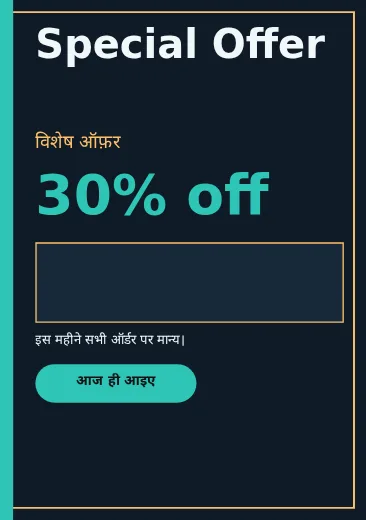 Special Offer
विशेष ऑफ़र
30% off
इस महीने सभी ऑर्डर पर मान्य।
आज ही आइए